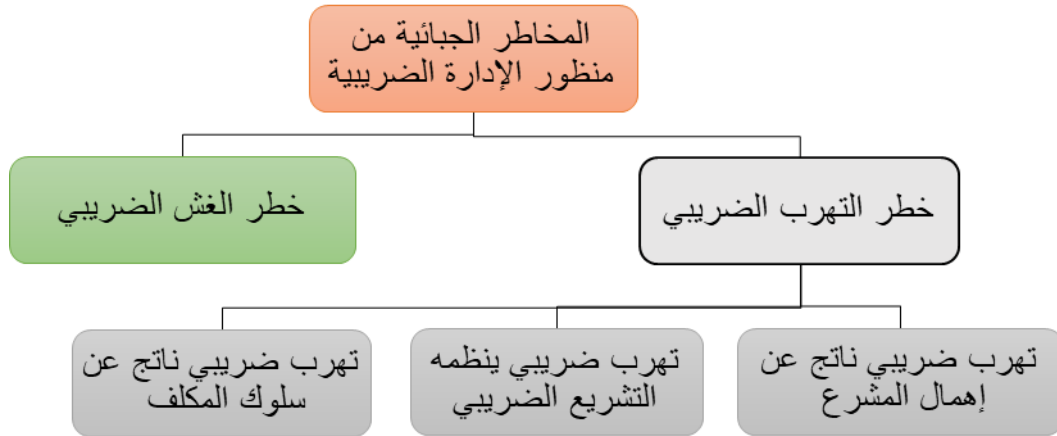 المخاطر الجبائية من
منظور الإدارة الضريبية
خطر التهرب الضريبي
خطر الغش الضريبي
تهرب ضريبي ناتج عن
إهمال المشرع
تهرب ضريبي ينظمه
التشريع الضريبي
تهرب ضريبي ناتج عن
سلوك المكلف